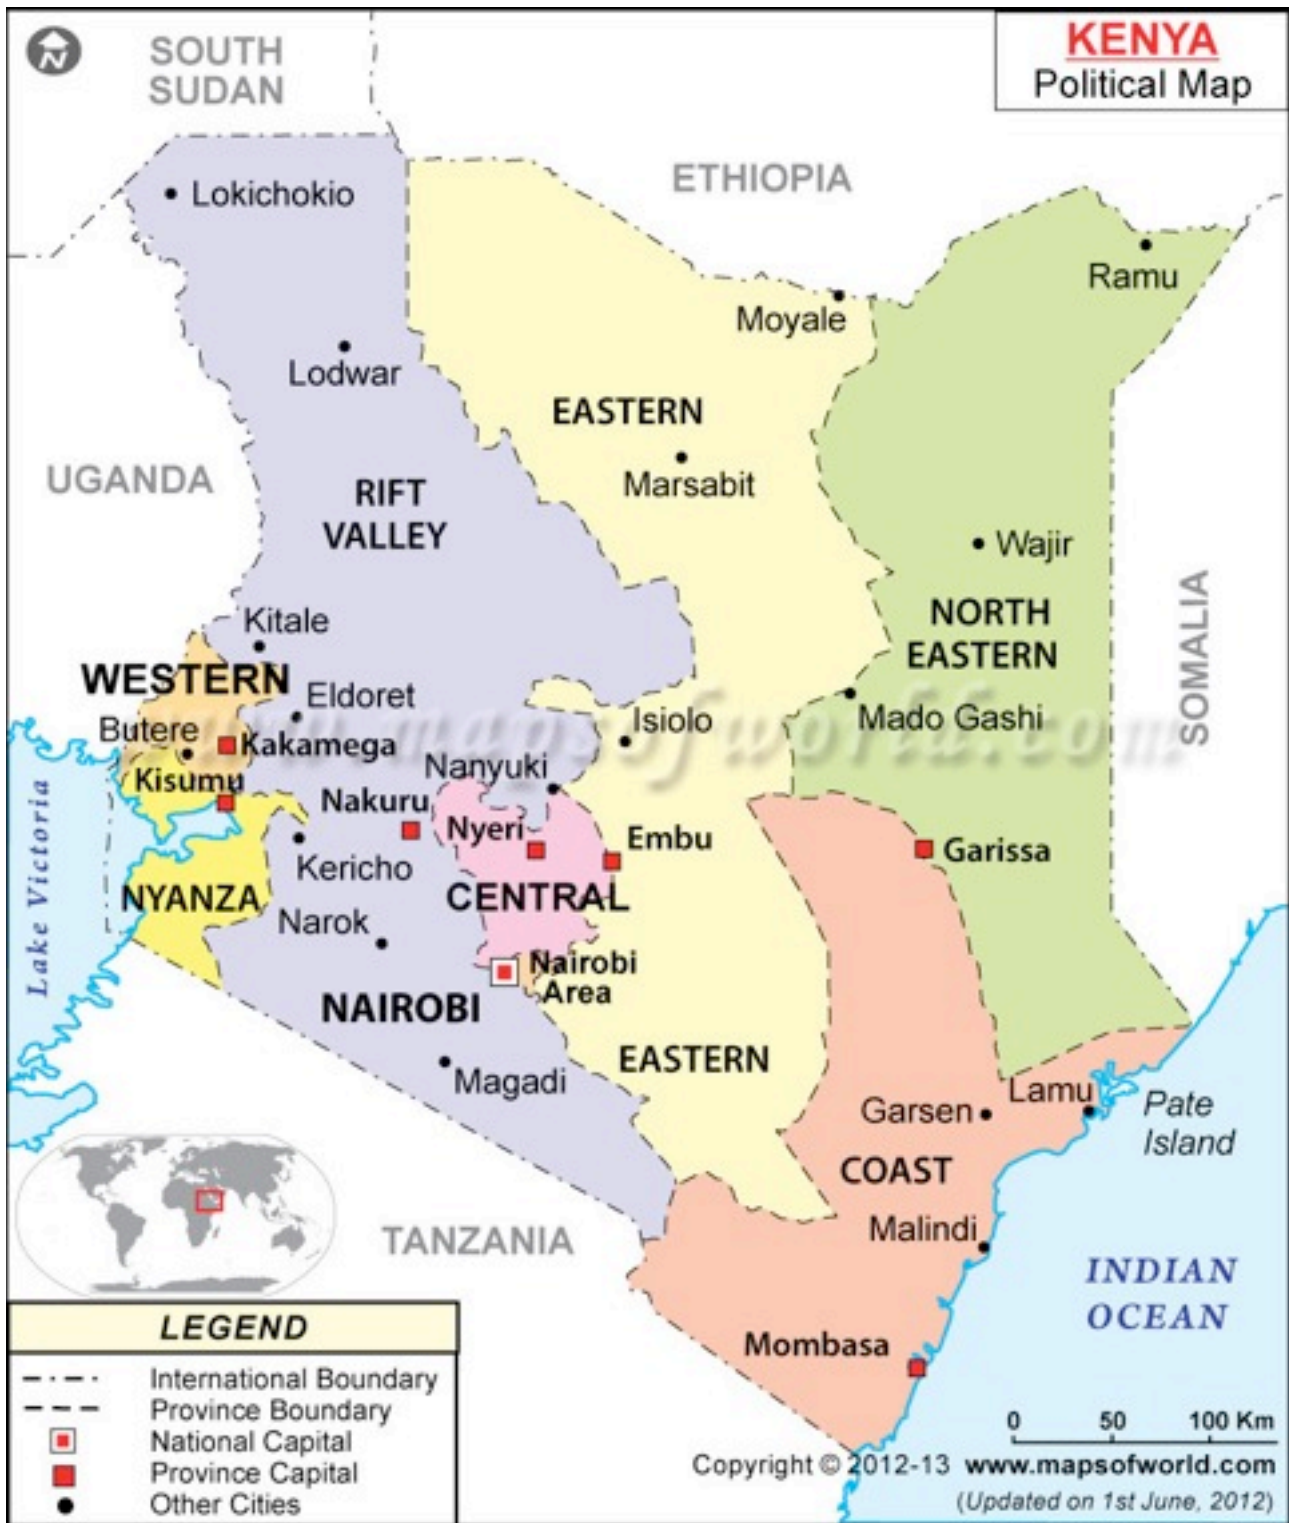 KENYA
Political Map
N
SOUTH
SUDAN
ETHIOPIA
Lokichokio
Ramu
Moyale
Lodwar
EASTERN
Marsabit
UGANDA
RIFT
VALLEY
Wajir
SOMALIA
NORTH
EASTERN
Kitale
WESTERN
Eldoret
Isiolo
Mado Gashi
Butere
Kakamega
www.mapsofworld.com
Kisumu
Nanyuki
Nakuru
Nyeri
Embu
Garissa
Lake Victoria
Kericho
NYANZA
CENTRAL
Narok
Nairobi
Area
NAIROBI
EASTERN
Magadi
Lamu
Garsen
Pate
Island
COAST
Malindi
TANZANIA
INDIAN
OCEAN
Mombasa
LEGEND
International Boundary
Province Boundary
National Capital
Province Capital
Other Cities
0 50 100 Km
Copyright © 2012-13 www.mapsofworld.com
(Updated on 1st June, 2012)